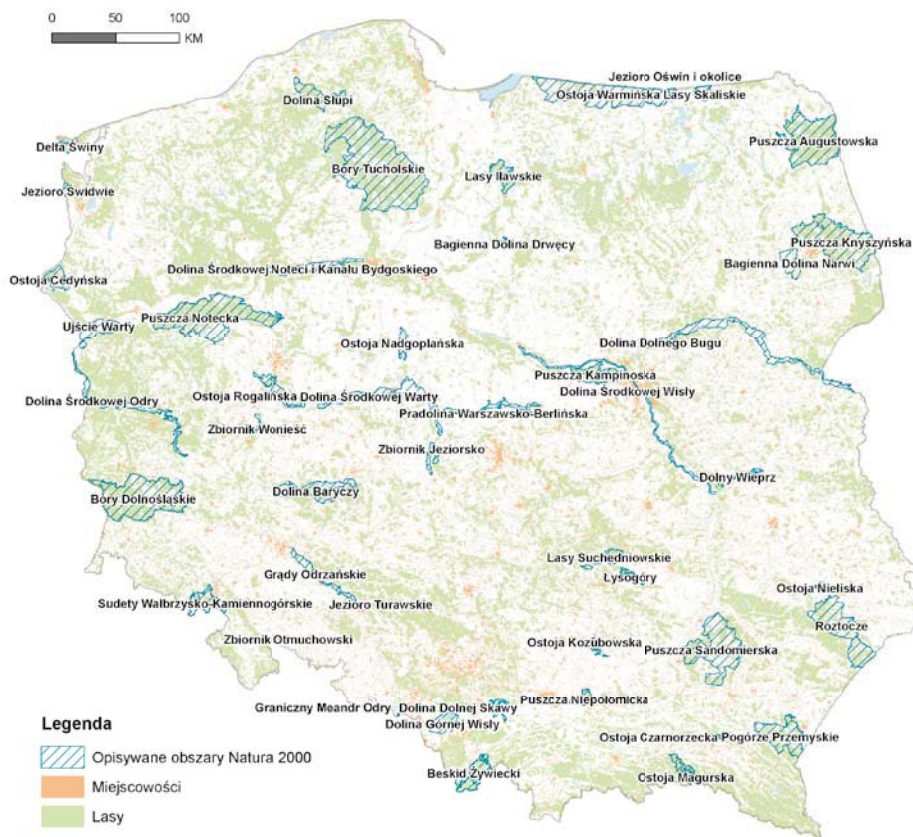 0 50 100
KM
Jezioro Oświn i okolice
Ostoja Warmińska Lasy Skaliskie
Dolina Słupi
Puszcza Augustowska
Delta Świny
Bory Tucholskie
Lasy Iławskie
Jezioro Świdwie
Bagienna Dolina Drwęcy
Puszcza Knyszyńska
Dolina Środkowej Noteci i Kanału Bydgoskiego
Bagienna Dolina Narwi
Ostoja Cedyńska
Puszcza Notecka
Ujście Warty
Ostoja Nadgoplańska
Dolina Dolnego Bugu
Puszcza Kampinoska
Dolina Środkowej Wisły
Ostoja Rogalińska
Dolina Środkowej Warty
Dolina Środkowej Odry
Pradolina Warszawsko-Berlińska
Zbiornik Wonieść
Zbiornik Jeziorsko
Dolny Wieprz
Bory Dolnośląskie
Dolina Baryczy
Lasy Suchedniowskie
Łysogóry
Grądy Odrzańskie
Ostoja Nieliska
Sudety Wałbrzysko-Kamiennogórskie
Jezioro Turawskie
Roztocze
Zbiornik Otmuchowski
Ostoja Kozubowska
Puszcza Sandomierska
Puszcza Niepołomicka
Graniczny Meandr Odry
Dolina Dolnej Skawy
Dolina Górnej Wisły
Ostoja Czarnorzecka
Pogórze Przemyskie
Beskid Żywiecki
Ostoja Magurska
Legenda
Opisywane obszary Natura 2000
Miejscowości
Lasy